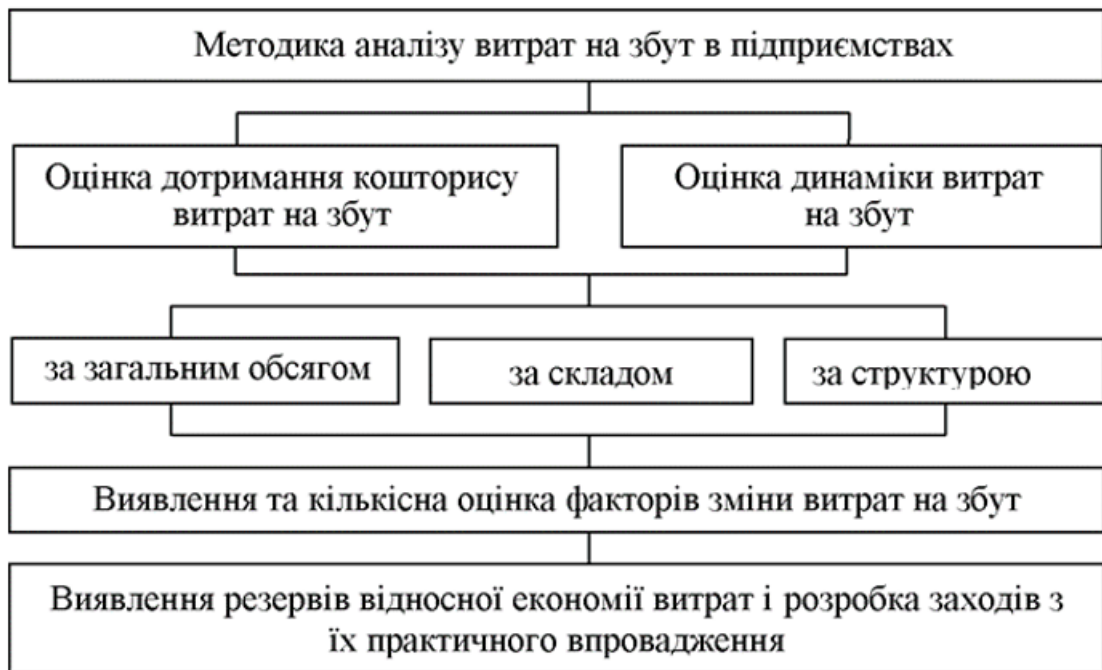 Методика аналізу витрат на збут в підприємствах
Оцінка дотримання кошторису
витрат на збут
Оцінка динаміки витрат
на збут
за загальним обсягом
за складом
за структурою
Виявлення та кількісна оцінка факторів зміни витрат на збут
Виявлення резервів відносної економії витрат і розробка заходів з
їх практичного впровадження